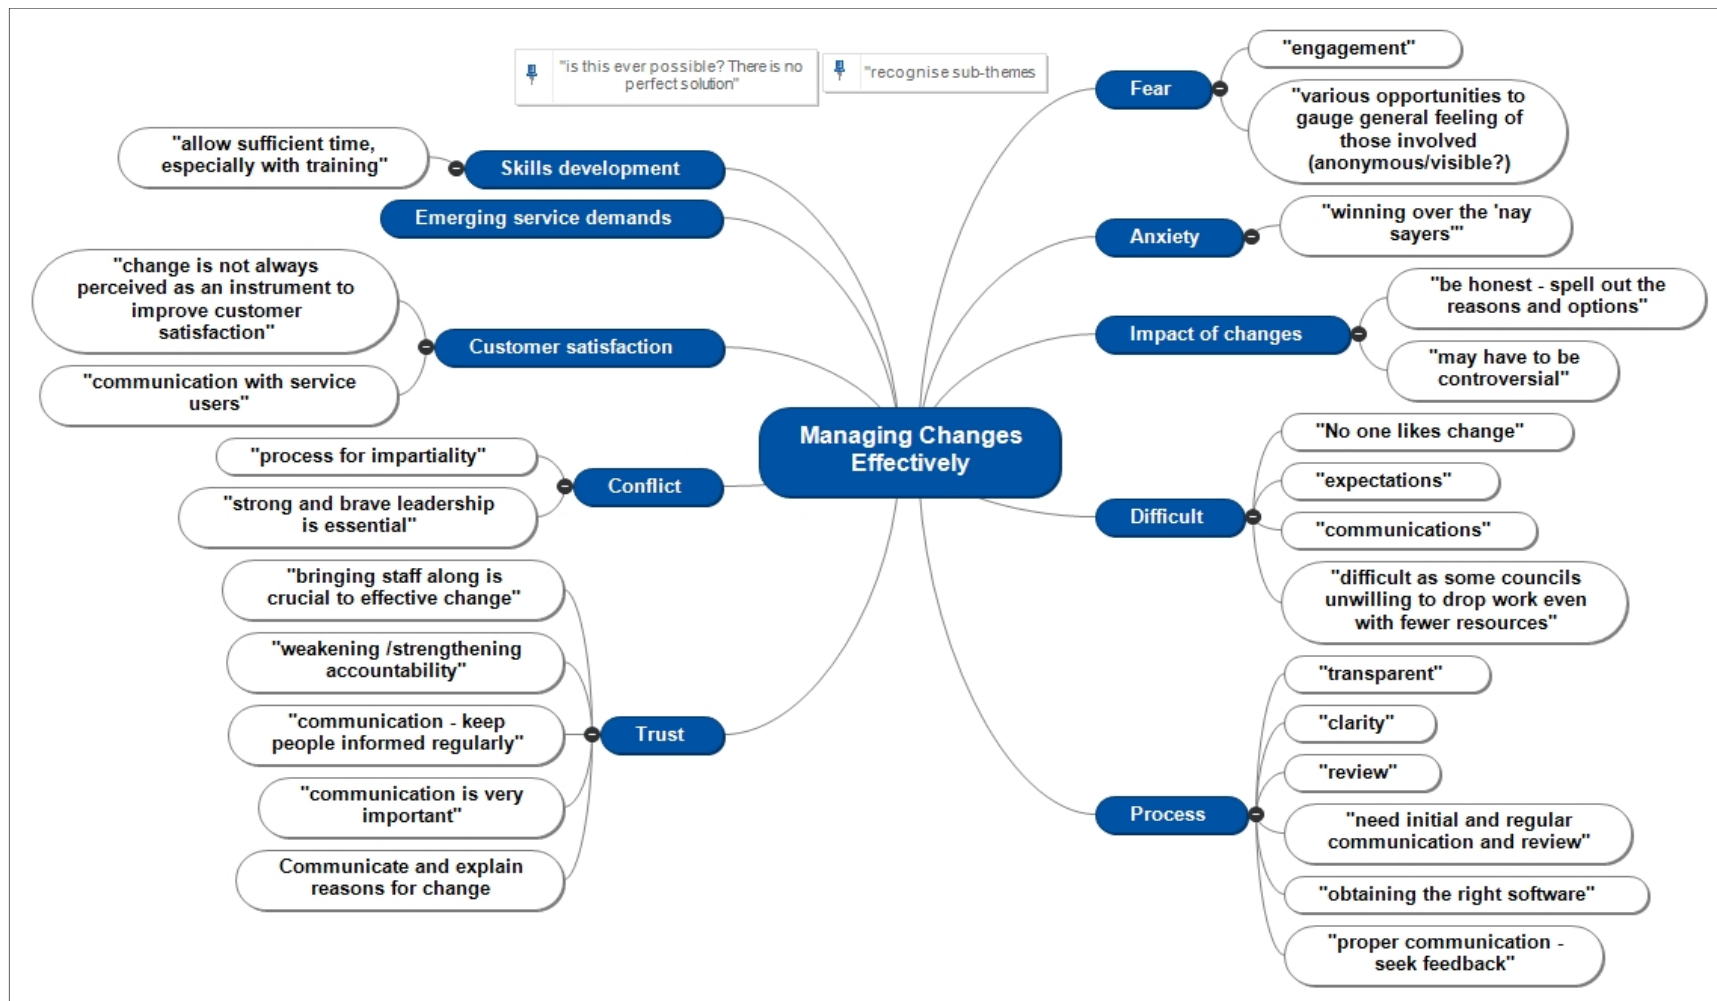 "is this ever possible? There is no
perfect solution"
"recognise sub-themes
Managing Changes
Effectively
Fear
"engagement"
"various opportunities to
gauge general feeling of
those involved
(anonymous/visible?)
Anxiety
"winning over the 'nay
sayers'"
Impact of changes
"be honest - spell out the
reasons and options"
"may have to be
controversial"
Difficult
"No one likes change"
"expectations"
"communications"
"difficult as some councils
unwilling to drop work even
with fewer resources"
Process
"transparent"
"clarity"
"review"
"need initial and regular
communication and review"
"obtaining the right software"
"proper communication -
seek feedback"
Skills development
"allow sufficient time,
especially with training"
Emerging service demands
Customer satisfaction
"change is not always
perceived as an instrument to
improve customer
satisfaction"
"communication with service
users"
Conflict
"process for impartiality"
"strong and brave leadership
is essential"
Trust
"bringing staff along is
crucial to effective change"
"weakening /strengthening
accountability"
"communication - keep
people informed regularly"
"communication is very
important"
Communicate and explain
reasons for change